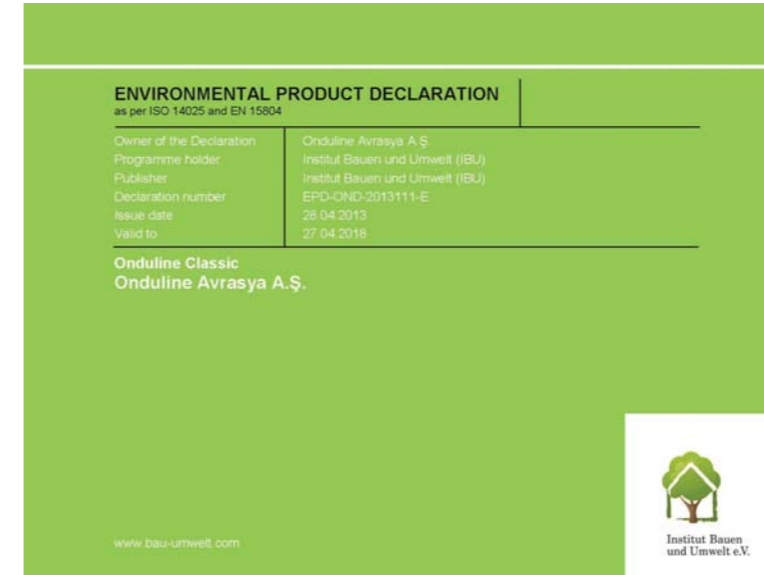 ENVIRONMENTAL PRODUCT DECLARATION
as per ISO 14025 and EN 15804
Owner of the Declaration Onduline Avrasya A.Ş.
Programme holder Institut Bauen und Umwelt (IBU)
Publisher Institut Bauen und Umwelt (IBU)
Declaration number EPD-OND-2013111-E
Issue date 28.04.2013
Valid to 27.04.2018
Onduline Classic
Onduline Avrasya A.Ş.
www.bau-umwelt.com
Institut Bauen
und Umwelt e.V.